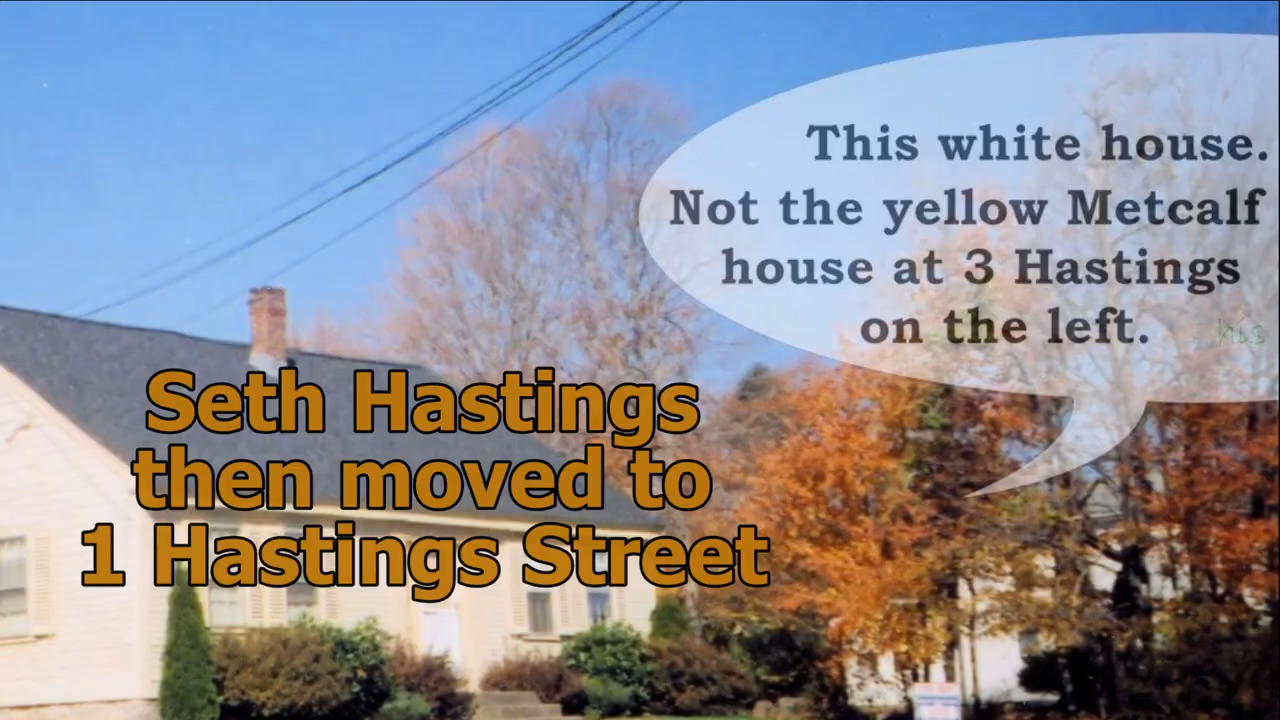 This white house.
Not the yellow Metcalf
house at 3 Hastings
on the left.
his
Seth Hastings
then moved to
1 Hastings Street